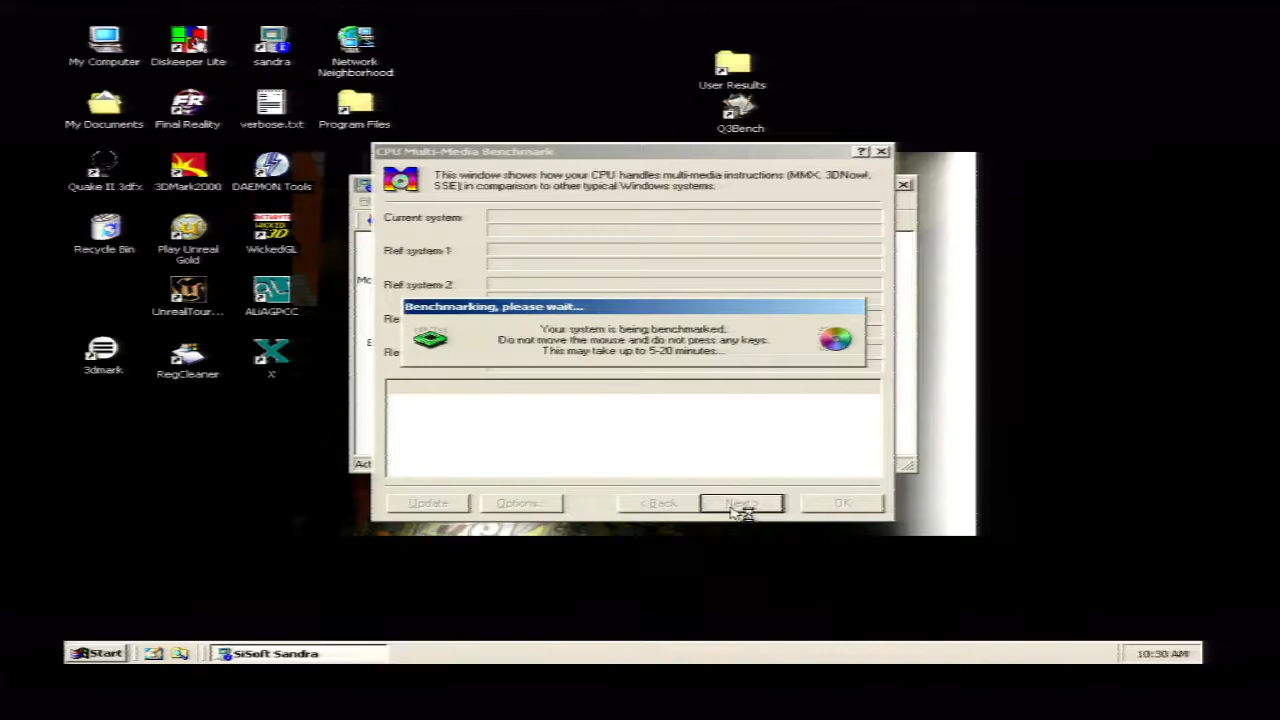 My Computer
Diskeeper Lite
sandra
Network
Neighborhood
User Results
My Documents
Final Reality
verbose.txt
Program Files
Q3Bench
Quake II 3dfx
3DMark2000
DAEMON Tools
Recycle Bin
Play Unreal
Gold
WickedGL
UnrealTour...
ALiAGPCC
3dmark
RegCleaner
X
CPU Multi-Media Benchmark
This window shows how your CPU handles multi-media instructions (MMX, 3DNow!,
SSE) in comparison to other typical Windows systems.
Current system
Ref system 1
Ref system 2
Re
Re
Benchmarking, please wait...
Your system is being benchmarked.
Do not move the mouse and do not press any keys.
This may take up to 5-20 minutes...
Mo
E
Act
Update
Options...
< Back
Next >
OK
Start
SiSoft Sandra
10:30 AM